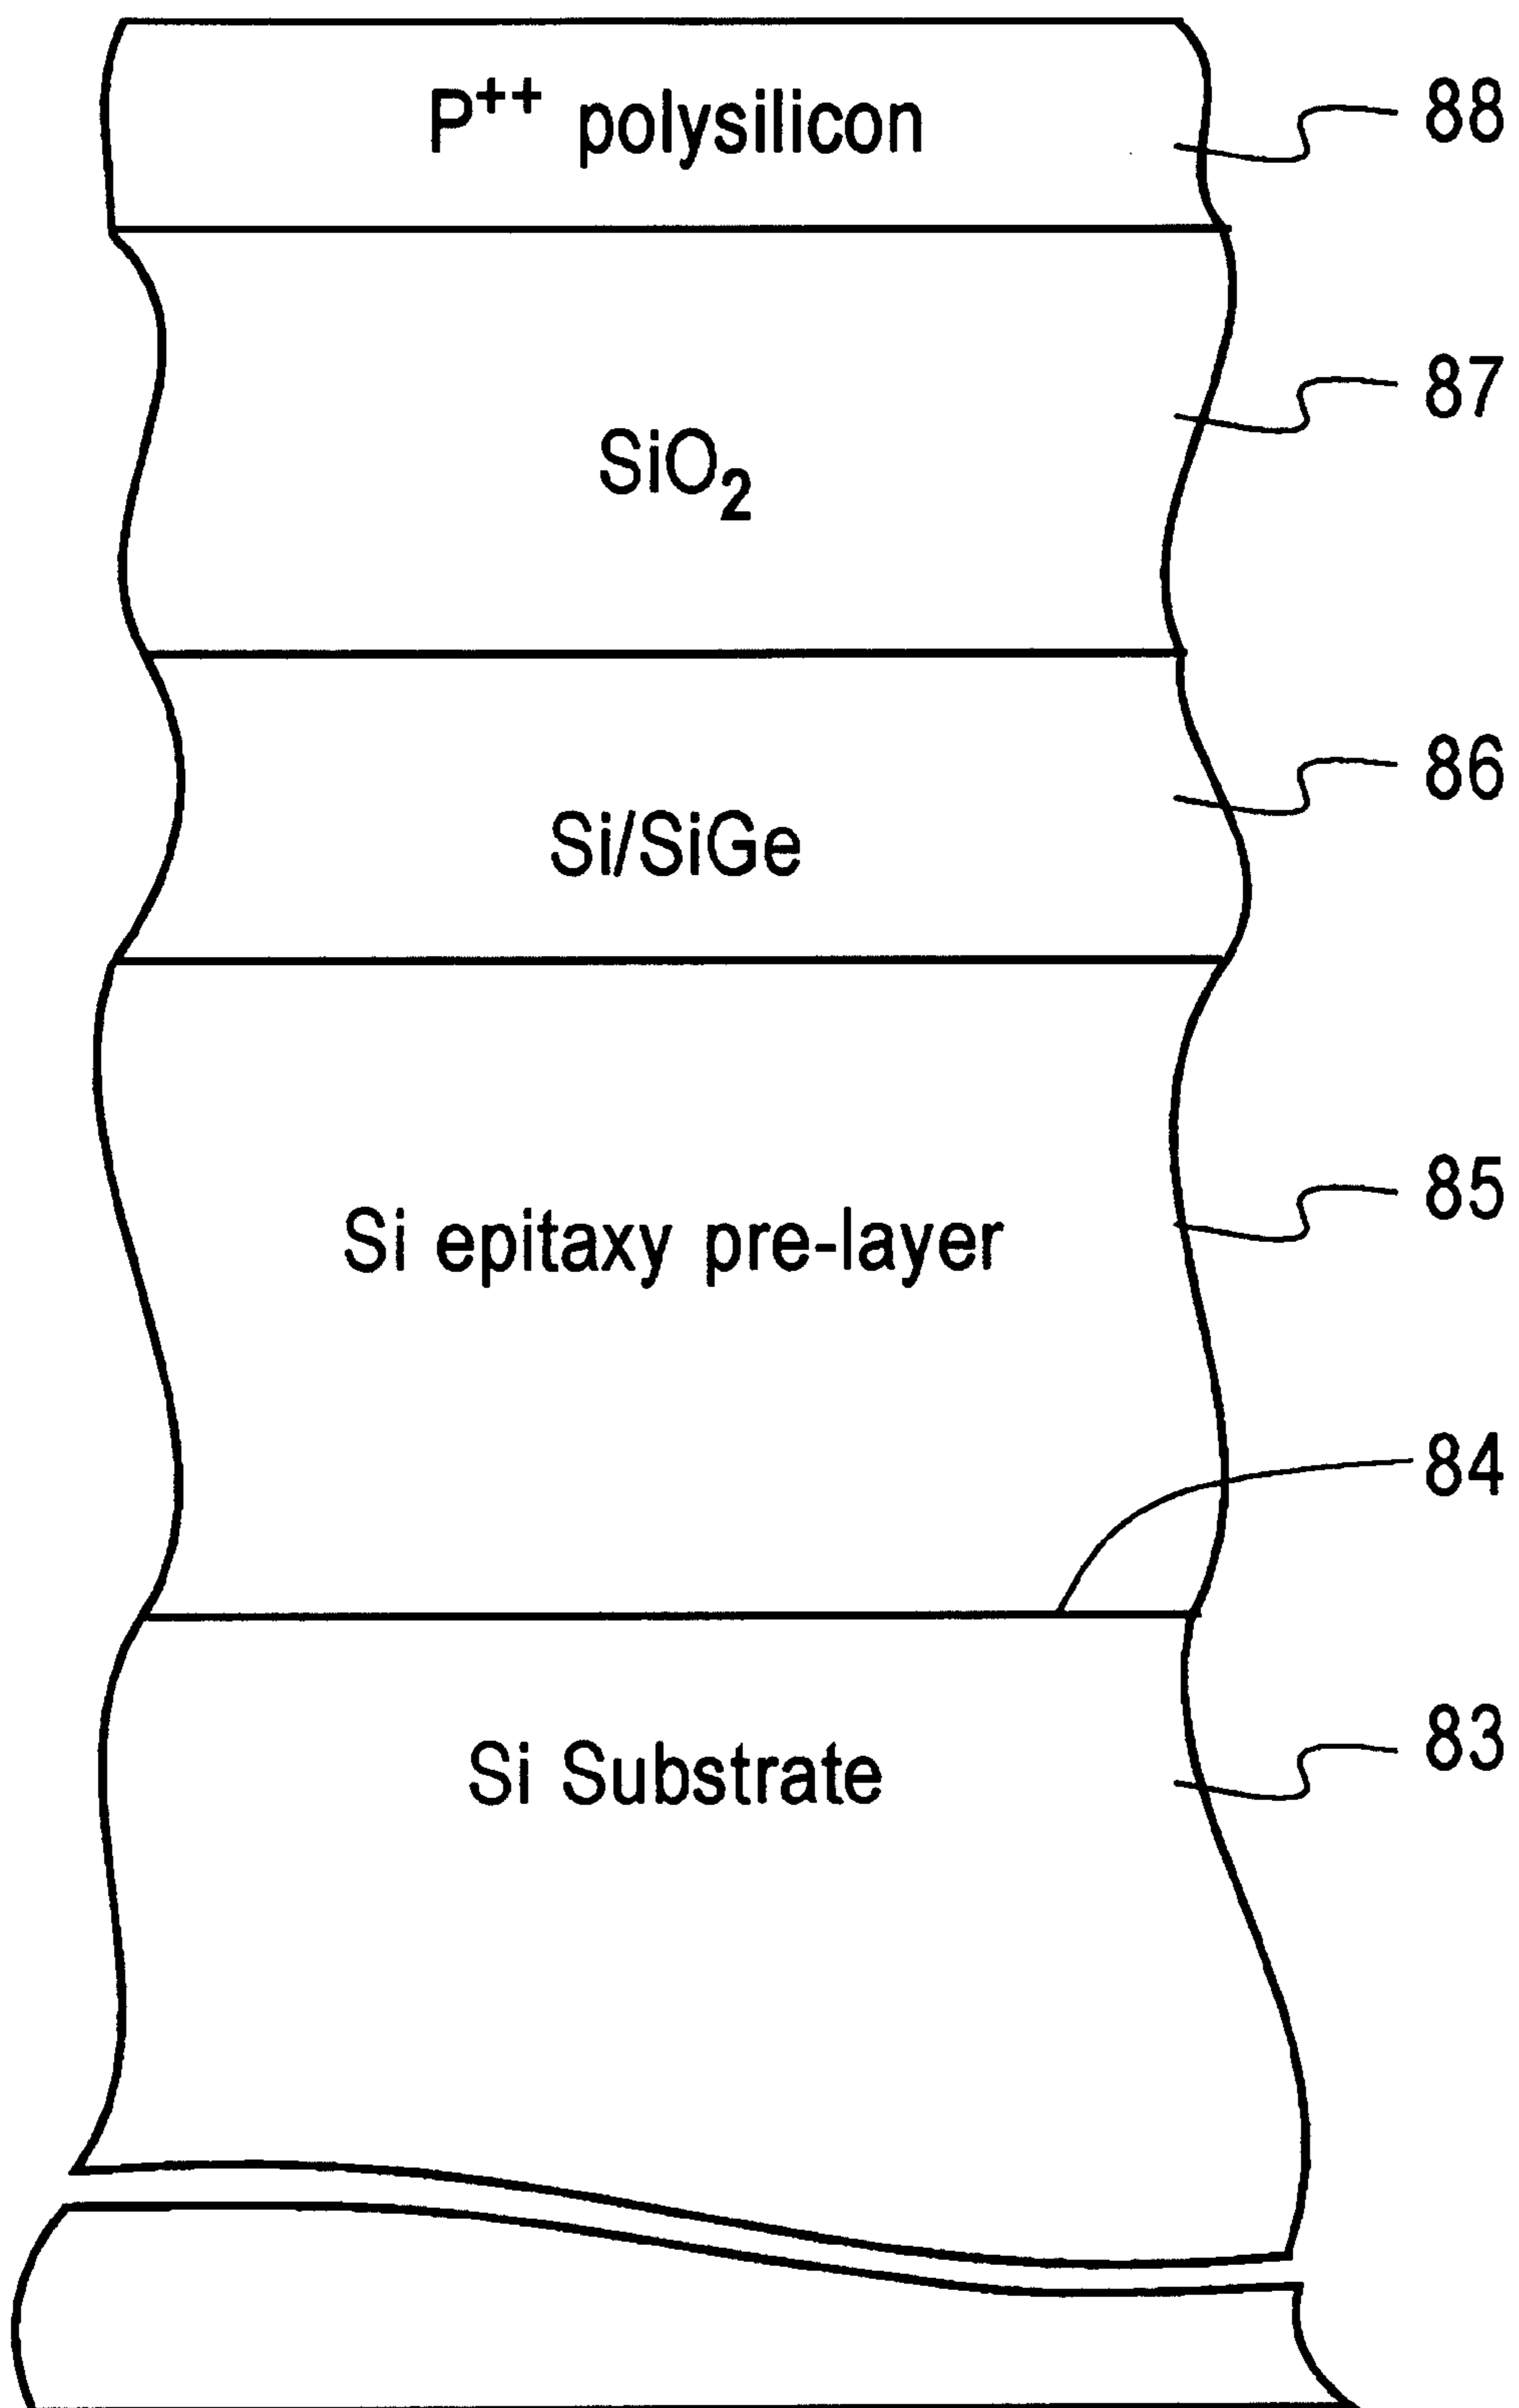 P++ polysilicon
88
87
SiO2
86
Si/SiGe
85
Si epitaxy pre-layer
84
83
Si Substrate